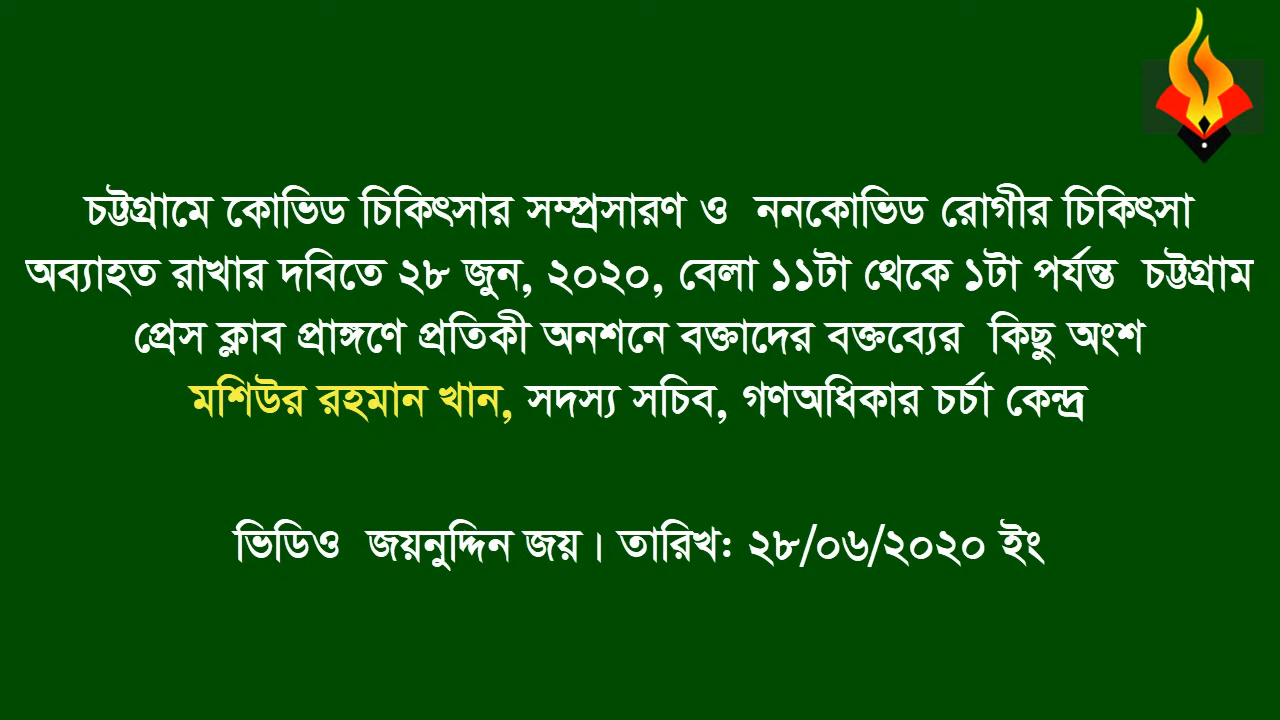 চট্টগ্রামে কোভিড চিকিৎসার সম্প্রসারণ ও ননকোভিড রোগীর চিকিৎসা
অব্যাহত রাখার দবিতে ২৮ জুন, ২০২০, বেলা ১১টা থেকে ১টা পর্যন্ত চট্টগ্রাম
প্রেস ক্লাব প্রাঙ্গণে প্রতিকী অনশনে বক্তাদের বক্তব্যের কিছু অংশ
মশিউর রহমান খান, সদস্য সচিব, গণঅধিকার চর্চা কেন্দ্র
ভিডিও জয়নুদ্দিন জয়। তারিখ: ২৮/০৬/২০২০ ইং